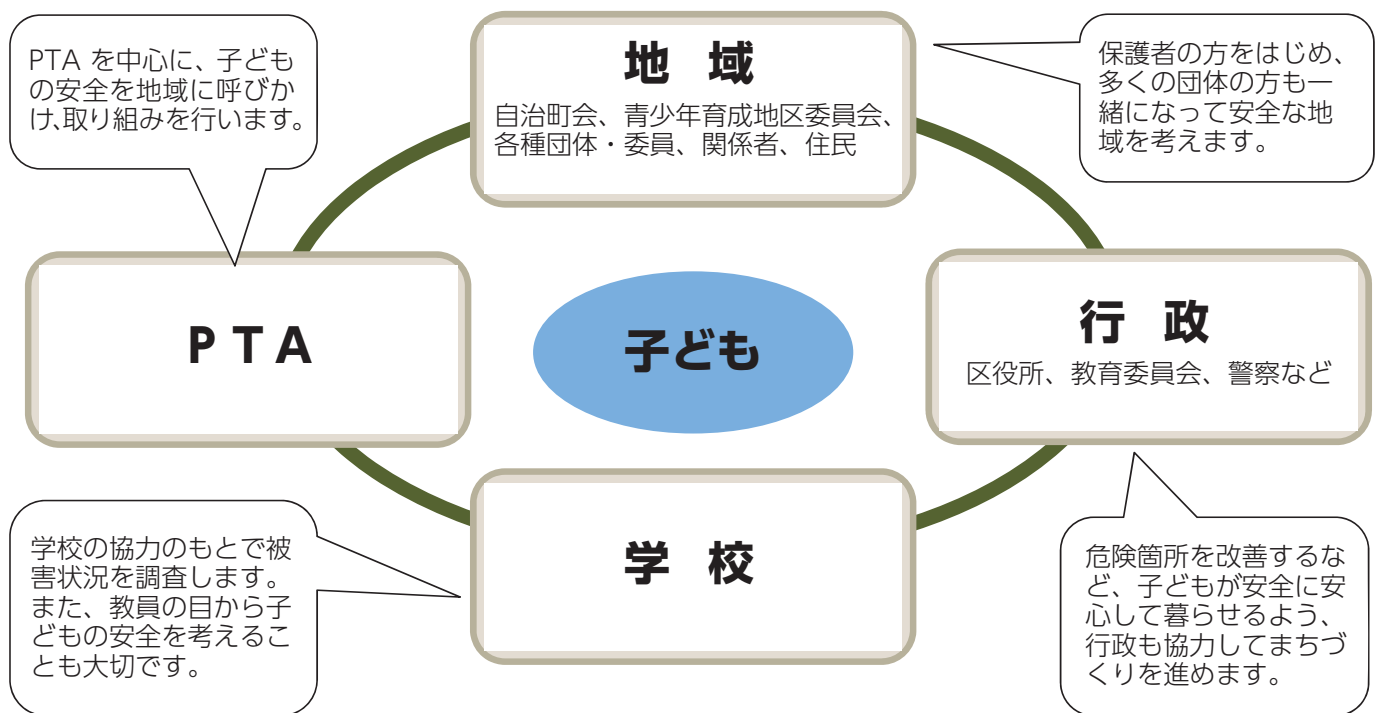 PTA を中心に、子ども
の安全を地域に呼びか
け、取り組みを行います。
地 域
自治町会、青少年育成地区委員会、
各種団体・委員、関係者、住民
保護者の方をはじめ、
多くの団体の方も一
緒になって安全な地
域を考えます。
PTA
子ども
行 政
区役所、教育委員会、警察など
学校の協力のもとで被
害状況を調査します。
また、教員の目から子
どもの安全を考えるこ
とも大切です。
学 校
危険箇所を改善するな
ど、子どもが安全に安
心して暮らせるよう、
行政も協力してまちづ
くりを進めます。